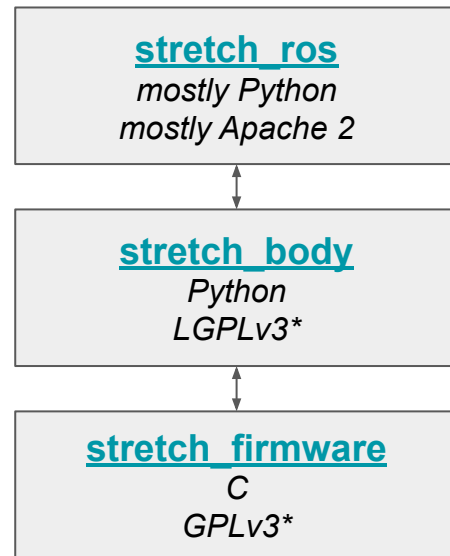 stretch_ros
mostly Python
mostly Apache 2
stretch_body
Python
LGPLv3*
stretch_firmware
C
GPLv3*